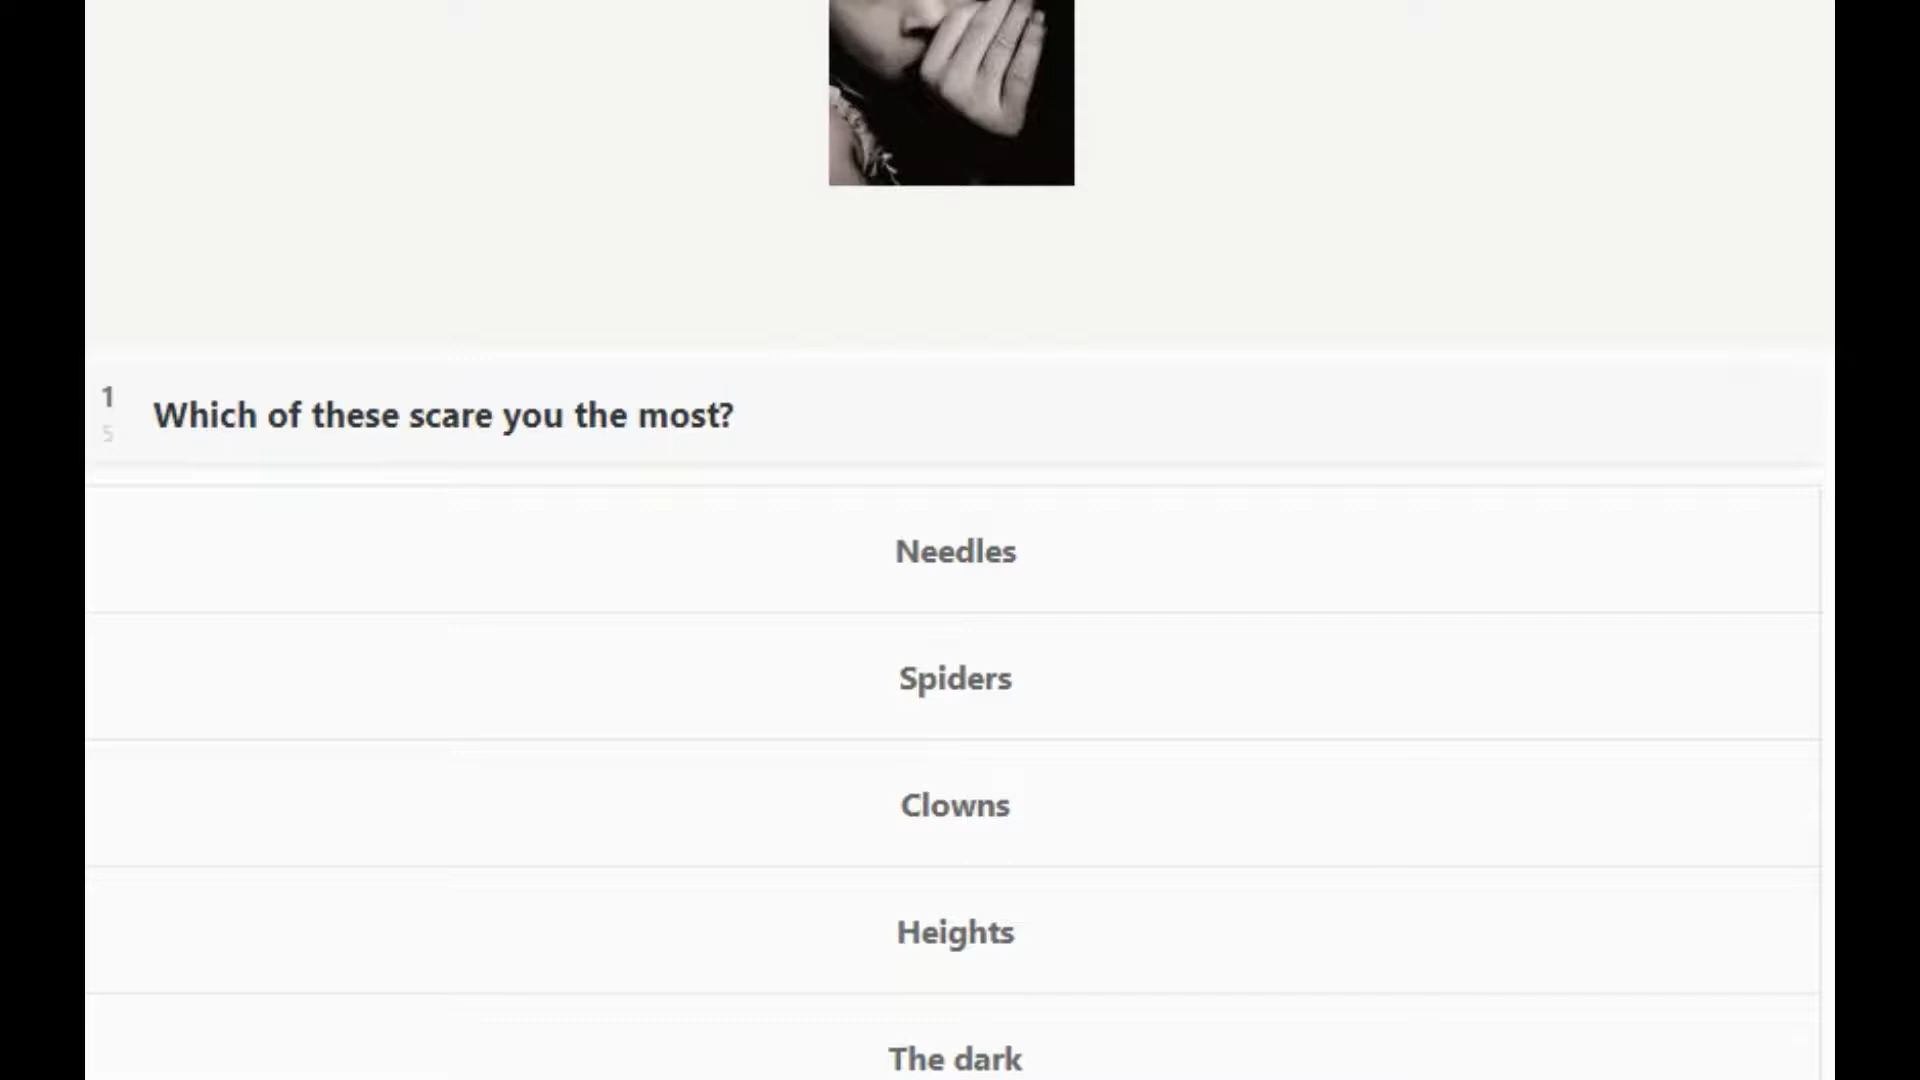 1
5
Which of these scare you the most?
Needles
Spiders
Clowns
Heights
The dark